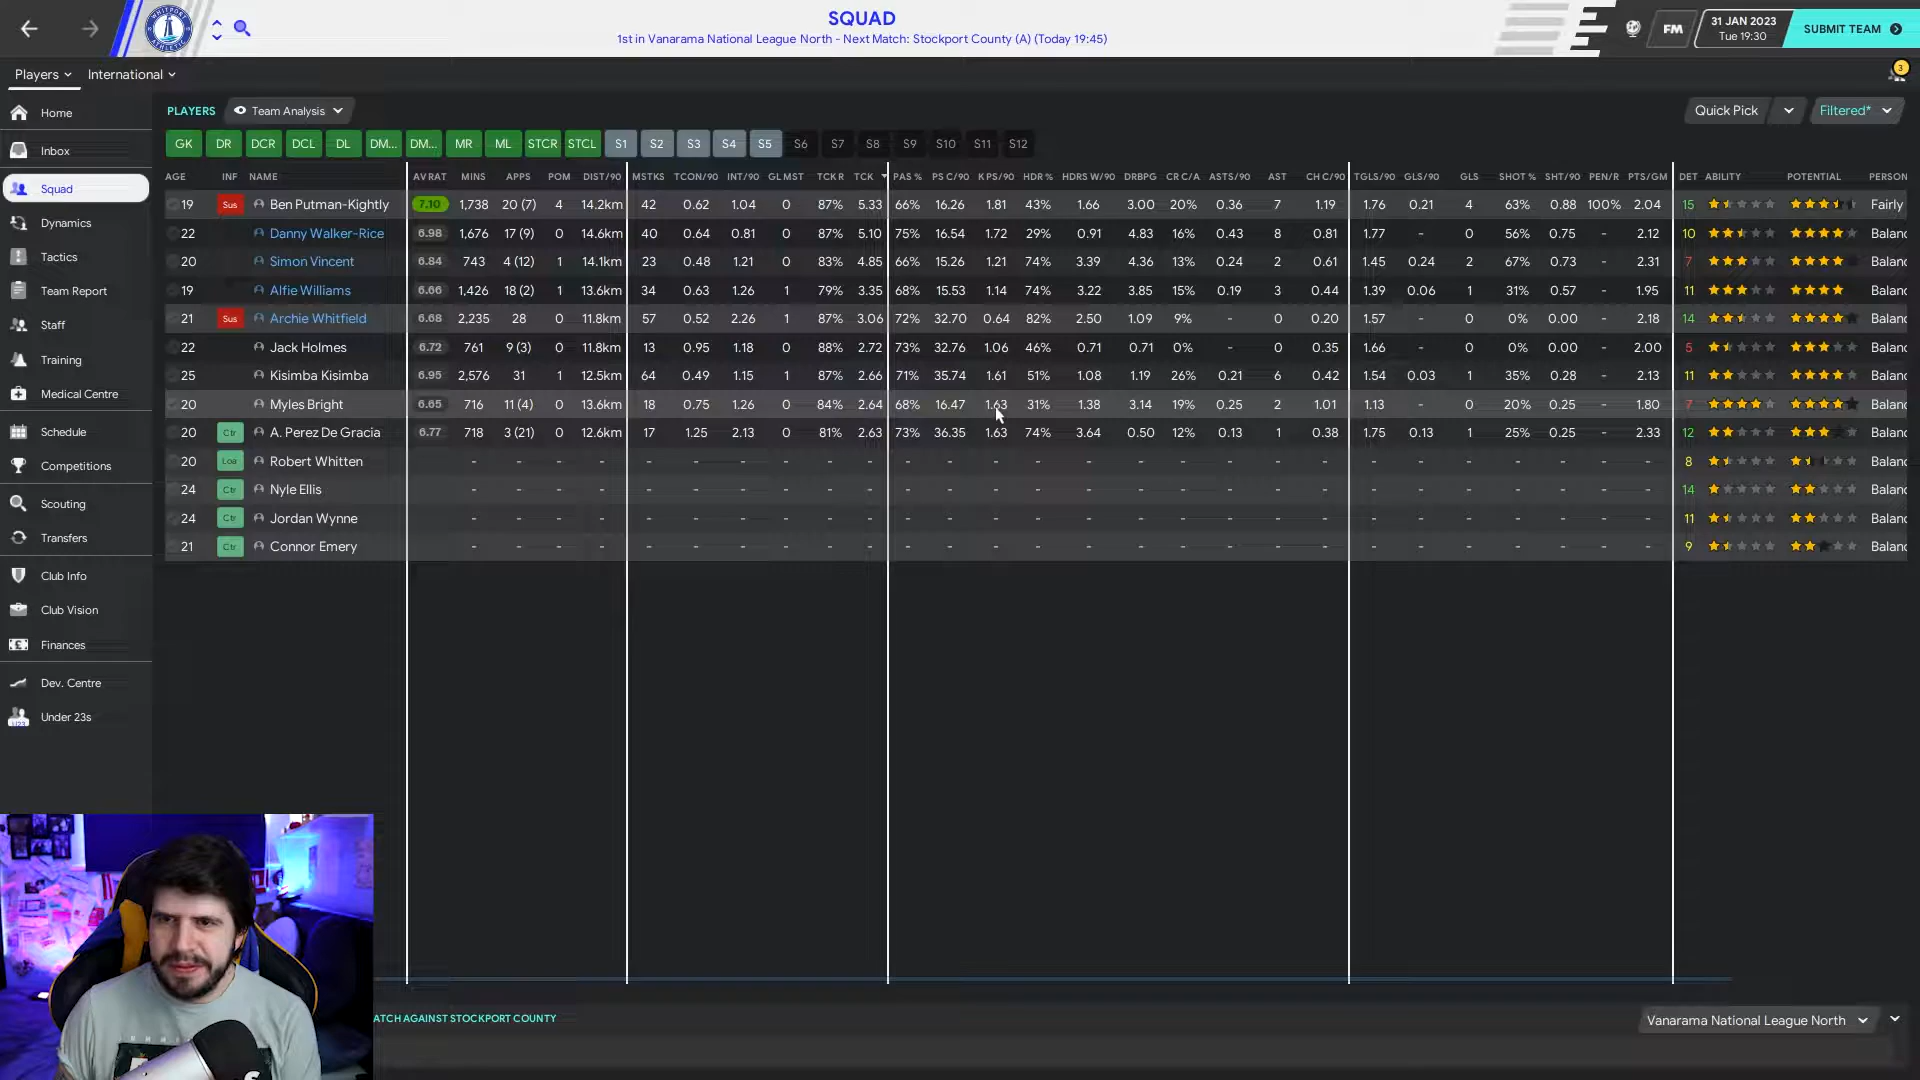 SQUAD
1st in Vanarama National League North - Next Match: Stockport County (A) (Today 19:45)
FM
31 JAN 2023
Tue 19:30
SUBMIT TEAM
Players International
3
PLAYERS Team Analysis Quick Pick Filtered*
GK DR DCR DCL DL DM... DM... MR ML STCR STCL S1 S2 S3 S4 S5 S6 S7 S8 S9 S10 S11 S12
AGE INF NAME AV RAT MINS APPS POM DIST/90 MSTKS TCON/90 INT/90 GL MST TCK R TCK PAS % PS C/90 K PS/90 HDR % HDRS W/90 DRBPG CR C/A ASTS/90 AST CH C/90 TGLS/90 GLS/90 GLS SHOT % SHT/90 PEN/R PTS/GM DET ABILITY POTENTIAL PERSON
19 Sus Ben Putman-Kightly 7.10 1,738 20 (7) 4 14.2km 42 0.62 1.04 0 87% 5.33 66% 16.26 1.81 43% 1.66 3.00 20% 0.36 7 1.19 1.76 0.21 4 63% 0.88 100% 2.04 15 Fairly
22 Danny Walker-Rice 6.98 1,676 17 (9) 0 14.6km 40 0.64 0.81 0 87% 5.10 75% 16.54 1.72 29% 0.91 4.83 16% 0.43 8 0.81 1.77 - 0 56% 0.75 - 2.12 10 Balanc
20 Simon Vincent 6.84 743 4 (12) 1 14.1km 23 0.48 1.21 0 83% 4.85 66% 15.26 1.21 74% 3.39 4.36 13% 0.24 2 0.61 1.45 0.24 2 67% 0.73 - 2.31 7 Balanc
19 Alfie Williams 6.66 1,426 18 (2) 1 13.6km 34 0.63 1.26 1 79% 3.35 68% 15.53 1.14 74% 3.22 3.85 15% 0.19 3 0.44 1.39 0.06 1 31% 0.57 - 1.95 11 Balanc
21 Sus Archie Whitfield 6.68 2,235 28 0 11.8km 57 0.52 2.26 1 87% 3.06 72% 32.70 0.64 82% 2.50 1.09 9% - 0 0.20 1.57 - 0 0% 0.00 - 2.18 14 Balanc
22 Jack Holmes 6.72 761 9 (3) 0 11.8km 13 0.95 1.18 0 88% 2.72 73% 32.76 1.06 46% 0.71 0.71 0% - 0 0.35 1.66 - 0 0% 0.00 - 2.00 5 Balanc
25 Kisimba Kisimba 6.95 2,576 31 1 12.5km 64 0.49 1.15 1 87% 2.66 71% 35.74 1.61 51% 1.08 1.19 26% 0.21 6 0.42 1.54 0.03 1 35% 0.28 - 2.13 11 Balanc
20 Myles Bright 6.65 716 11 (4) 0 13.6km 18 0.75 1.26 0 84% 2.64 68% 16.47 1.63 31% 1.38 3.14 19% 0.25 2 1.01 1.13 - 0 20% 0.25 - 1.80 7 Balanc
20 Ctr A. Perez De Gracia 6.77 718 3 (21) 0 12.6km 17 1.25 2.13 0 81% 2.63 73% 36.35 1.63 74% 3.64 0.50 12% 0.13 1 0.38 1.75 0.13 1 25% 0.25 - 2.33 12 Balanc
20 Loa Robert Whitten - - - - - - - - - - - - - - - - - - - - - - - - - - - - 8 Balanc
24 Ctr Nyle Ellis - - - - - - - - - - - - - - - - - - - - - - - - - - - - 14 Balanc
24 Ctr Jordan Wynne - - - - - - - - - - - - - - - - - - - - - - - - - - - - 11 Balanc
21 Ctr Connor Emery - - - - - - - - - - - - - - - - - - - - - - - - - - - - 9 Balanc
Home
Inbox
Squad
Dynamics
Tactics
Team Report
Staff
Training
Medical Centre
Schedule
Competitions
Scouting
Transfers
Club Info
Club Vision
Finances
Dev. Centre
Under 23s
ATCH AGAINST STOCKPORT COUNTY
Vanarama National League North